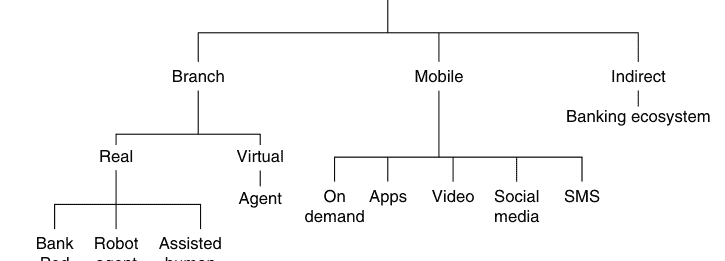 Branch
Mobile
Indirect
Banking ecosystem
Real
Virtual
Agent
On
demand
Apps
Video
Social
media
SMS
Bank
Robot
Assisted